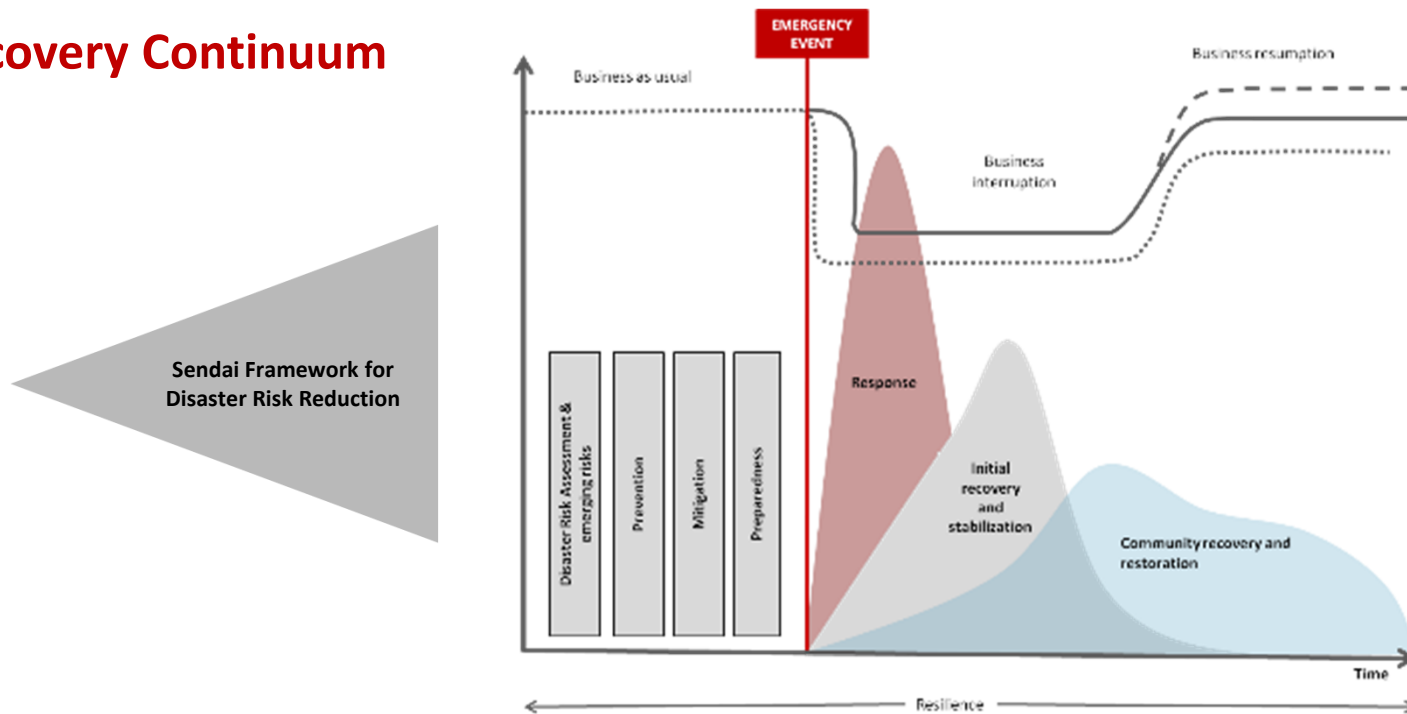 covery Continuum
EMERGENCY
EVENT
Business as usual
Business resumption
Business
interruption
Sendai Framework for
Disaster Risk Reduction
Disaster Risk Assessment &
emerging risks
Prevention
Mitigation
Preparedness
Response
Initial
recovery
and
stabilization
Community recovery and
restoration
Time
Resilience